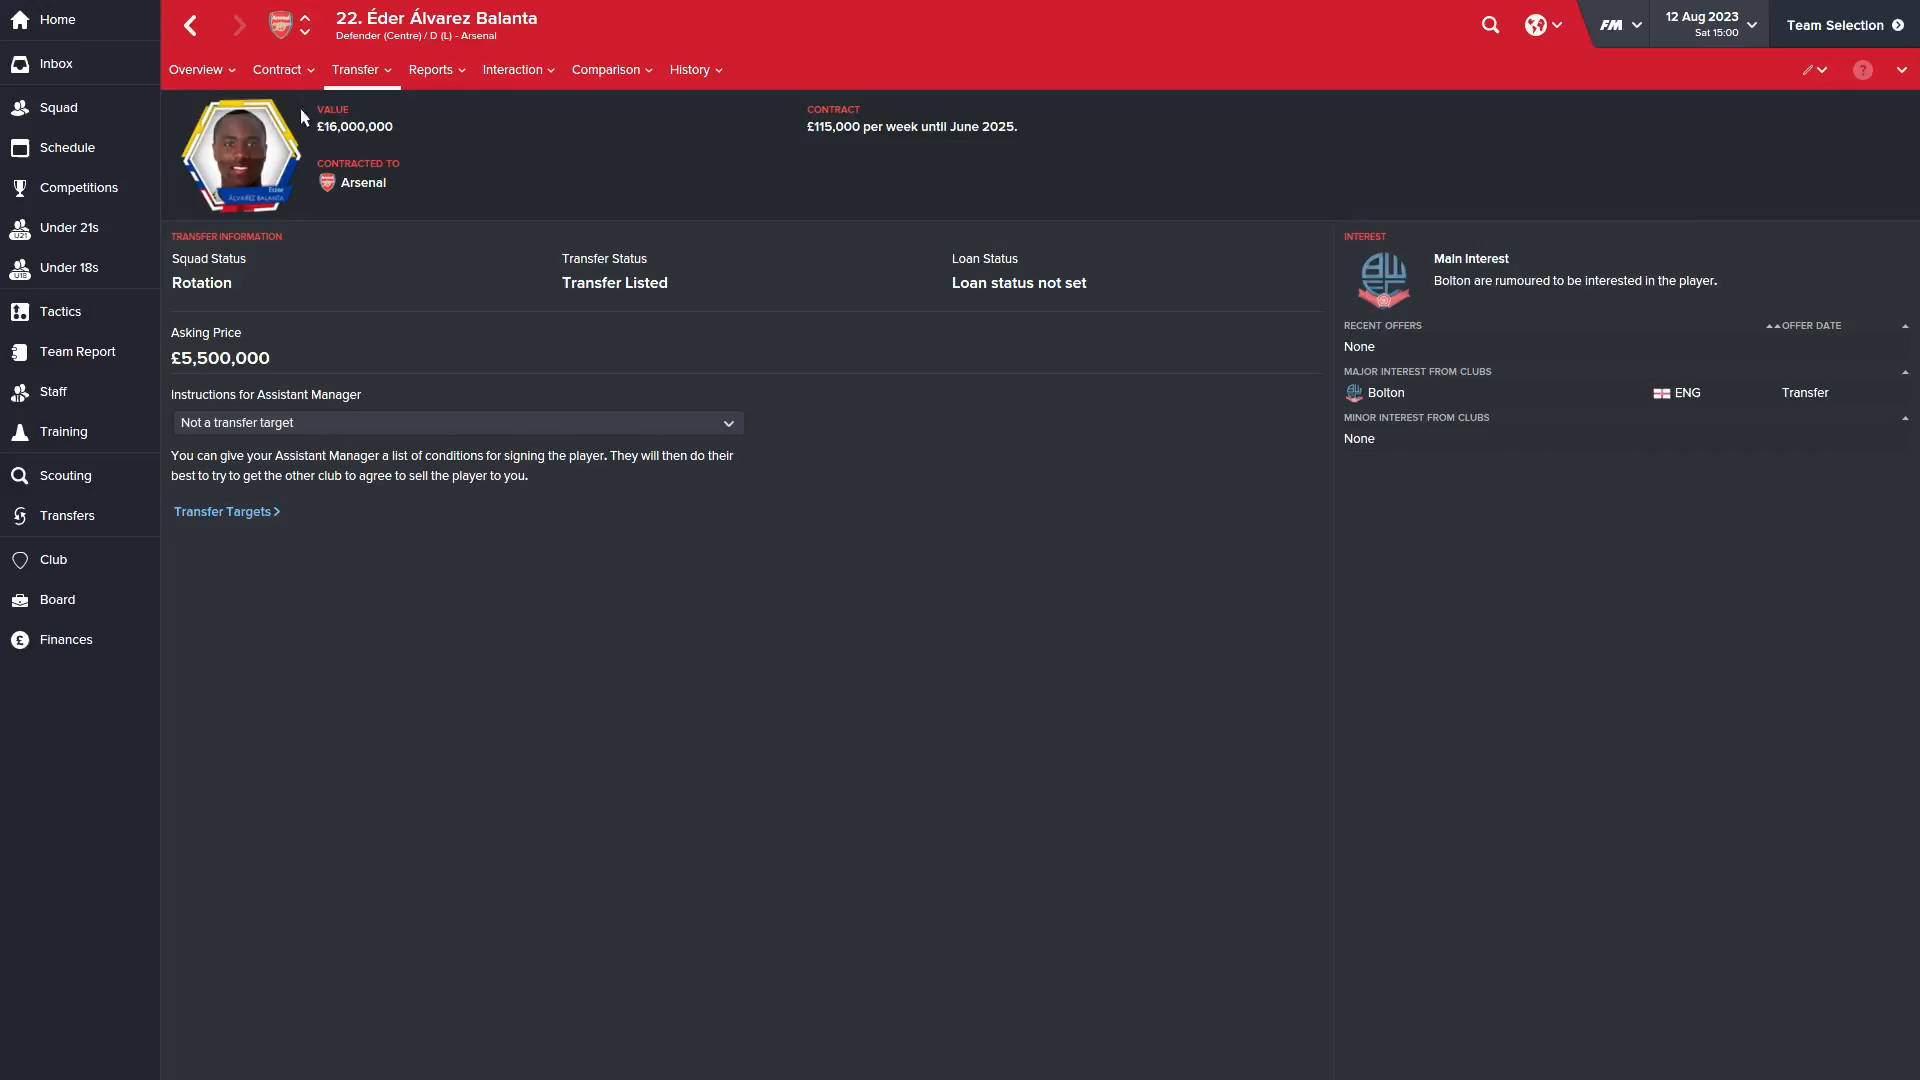 Home
Inbox
Squad
Schedule
Competitions
U21
Under 21s
U18
Under 18s
Tactics
Team Report
Staff
Training
Scouting
Transfers
Club
Board
£
Finances
Arsenal
22. Éder Álvarez Balanta
Defender (Centre) / D (L) - Arsenal
FM
12 Aug 2023
Sat 15:00
Team Selection
Overview
Contract
Transfer
Reports
Interaction
Comparison
History
?
Eder
ÁLVAREZ BALANTA
VALUE
£16,000,000
CONTRACTED TO
Arsenal
CONTRACT
£115,000 per week until June 2025.
TRANSFER INFORMATION
Squad Status
Rotation
Transfer Status
Transfer Listed
Loan Status
Loan status not set
Asking Price
£5,500,000
Instructions for Assistant Manager
Not a transfer target
You can give your Assistant Manager a list of conditions for signing the player. They will then do their
best to try to get the other club to agree to sell the player to you.
Transfer Targets >
INTEREST
Main Interest
Bolton are rumoured to be interested in the player.
RECENT OFFERS OFFER DATE
None
MAJOR INTEREST FROM CLUBS
Bolton ENG Transfer
MINOR INTEREST FROM CLUBS
None